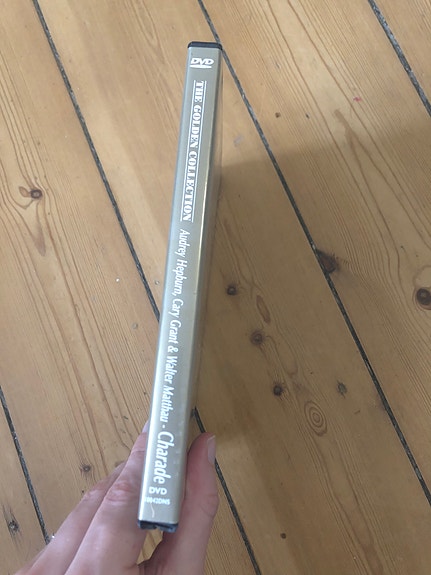 DVD
THE GOLDEN COLLECTION
Audrey Hepburn, Cary Grant & Walter Matthau - Charade
DVD